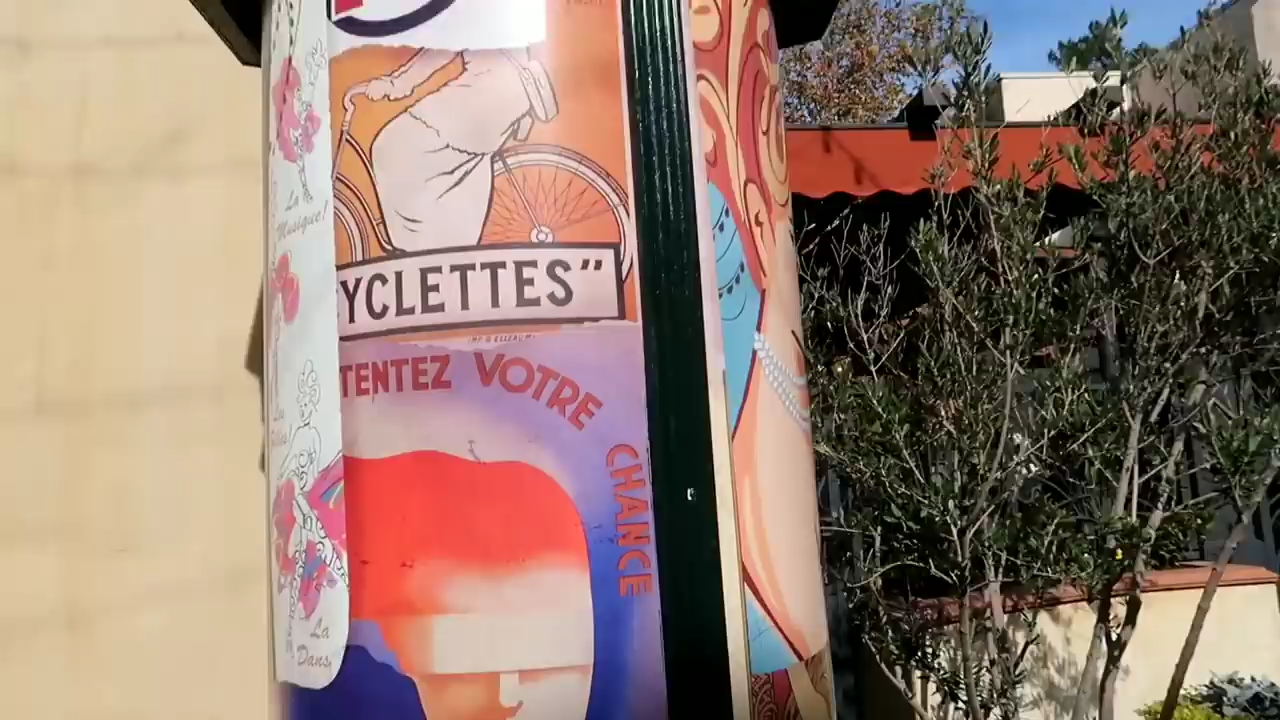 La
Musique!
YCLETTES"
TENTEZ VOTRE
CHANCE
La
Dans